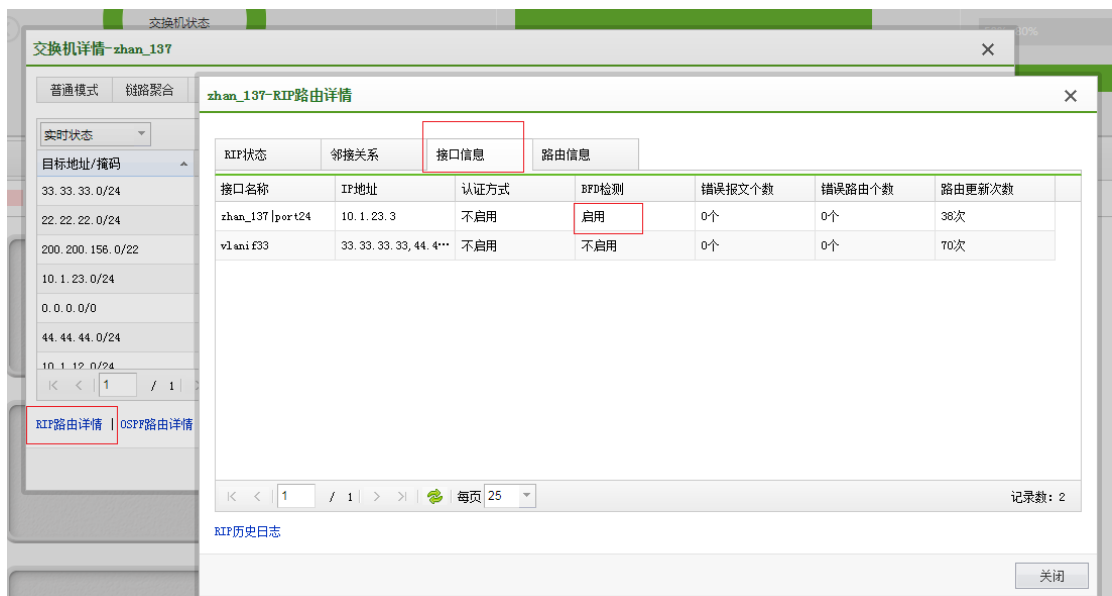 交换机状态
30%
交换机详情-zhan_137
普通模式 链路聚合
zhan_137-RIP路由详情
实时状态
RIP状态 邻接关系 接口信息 路由信息
目标地址/掩码
接口名称 IP地址 认证方式 BFD检测 错误报文个数 错误路由个数 路由更新次数
33.33.33.0/24
zhan_137|port24 10.1.23.3 不启用 启用 0个 0个 38次
22.22.22.0/24
vlanif33 33.33.33.33,44.4… 不启用 不启用 0个 0个 70次
200.200.156.0/22
10.1.23.0/24
0.0.0.0/0
44.44.44.0/24
10.1.12.0/24
1 / 1
RIP路由详情 | OSPF路由详情
1 / 1 每页 25 记录数: 2
RIP历史日志
关闭